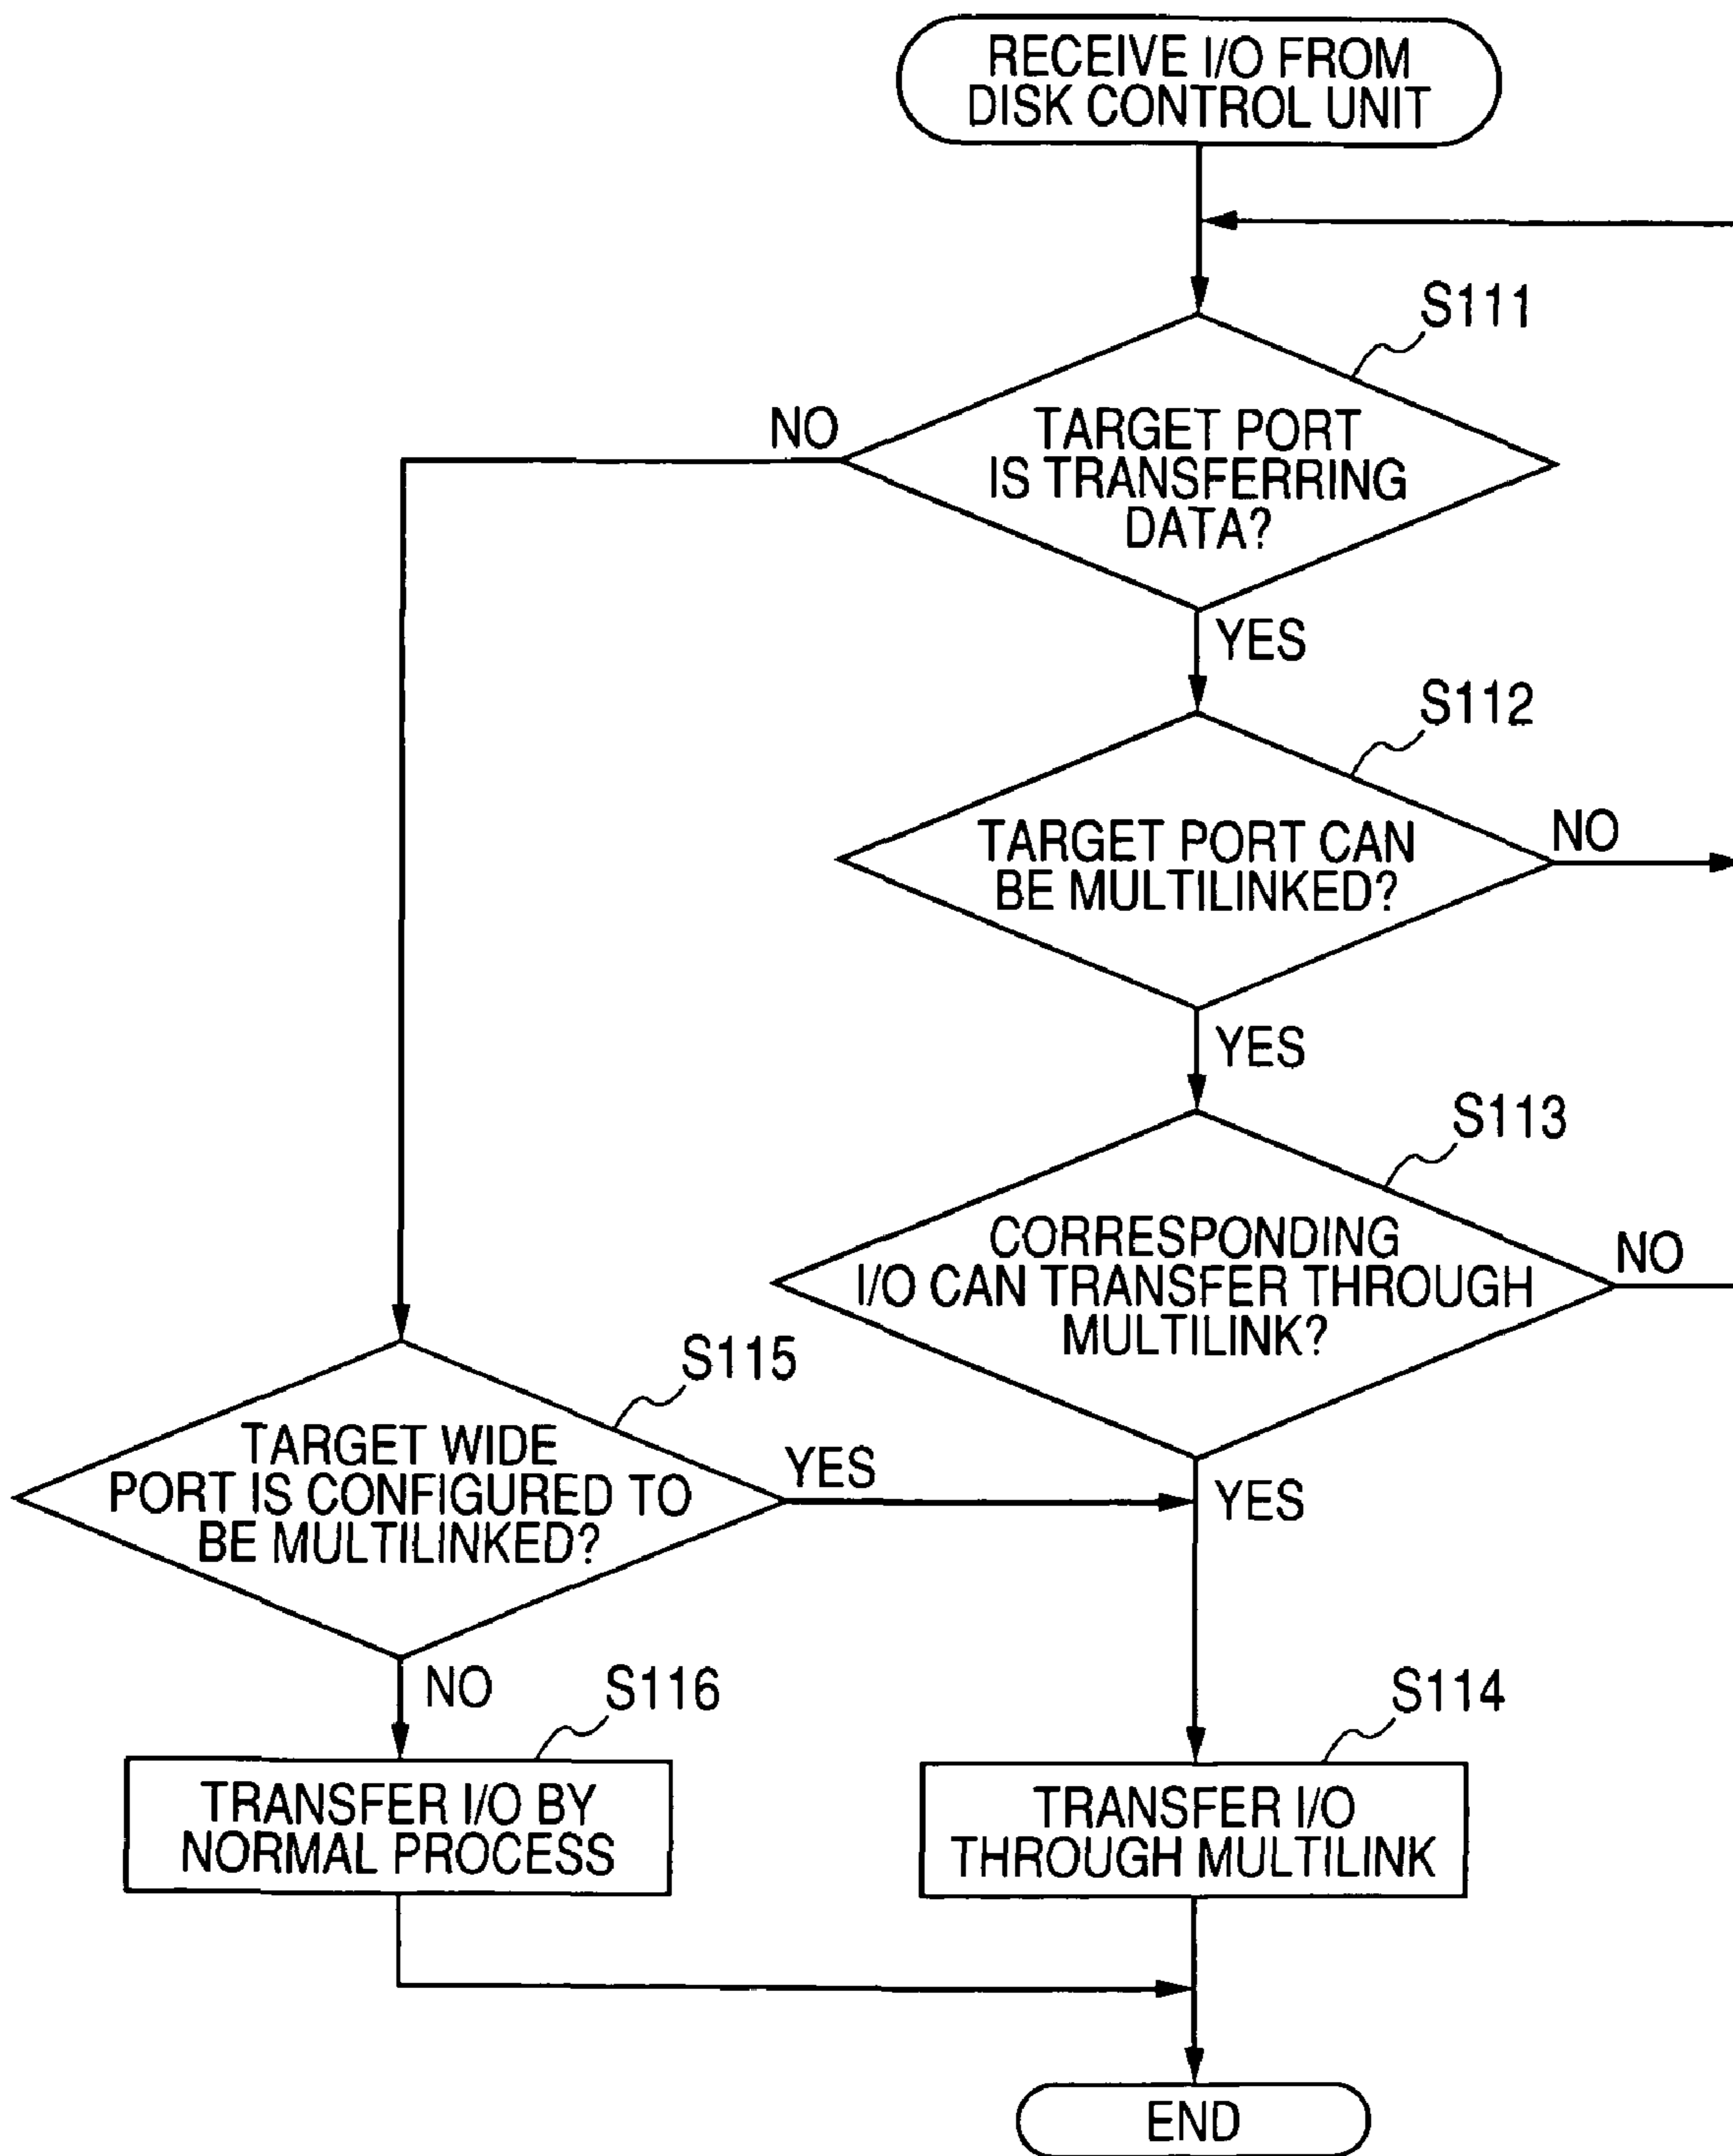 RECEIVE I/O FROM
DISK CONTROL UNIT
S111
NO
TARGET PORT
IS TRANSFERRING
DATA?
YES
S112
TARGET PORT CAN
BE MULTILINKED?
NO
YES
S113
CORRESPONDING
I/O CAN TRANSFER THROUGH
MULTILINK?
NO
S115
TARGET WIDE
PORT IS CONFIGURED TO
BE MULTILINKED?
YES
YES
NO
S116
S114
TRANSFER I/O BY
NORMAL PROCESS
TRANSFER I/O
THROUGH MULTILINK
END